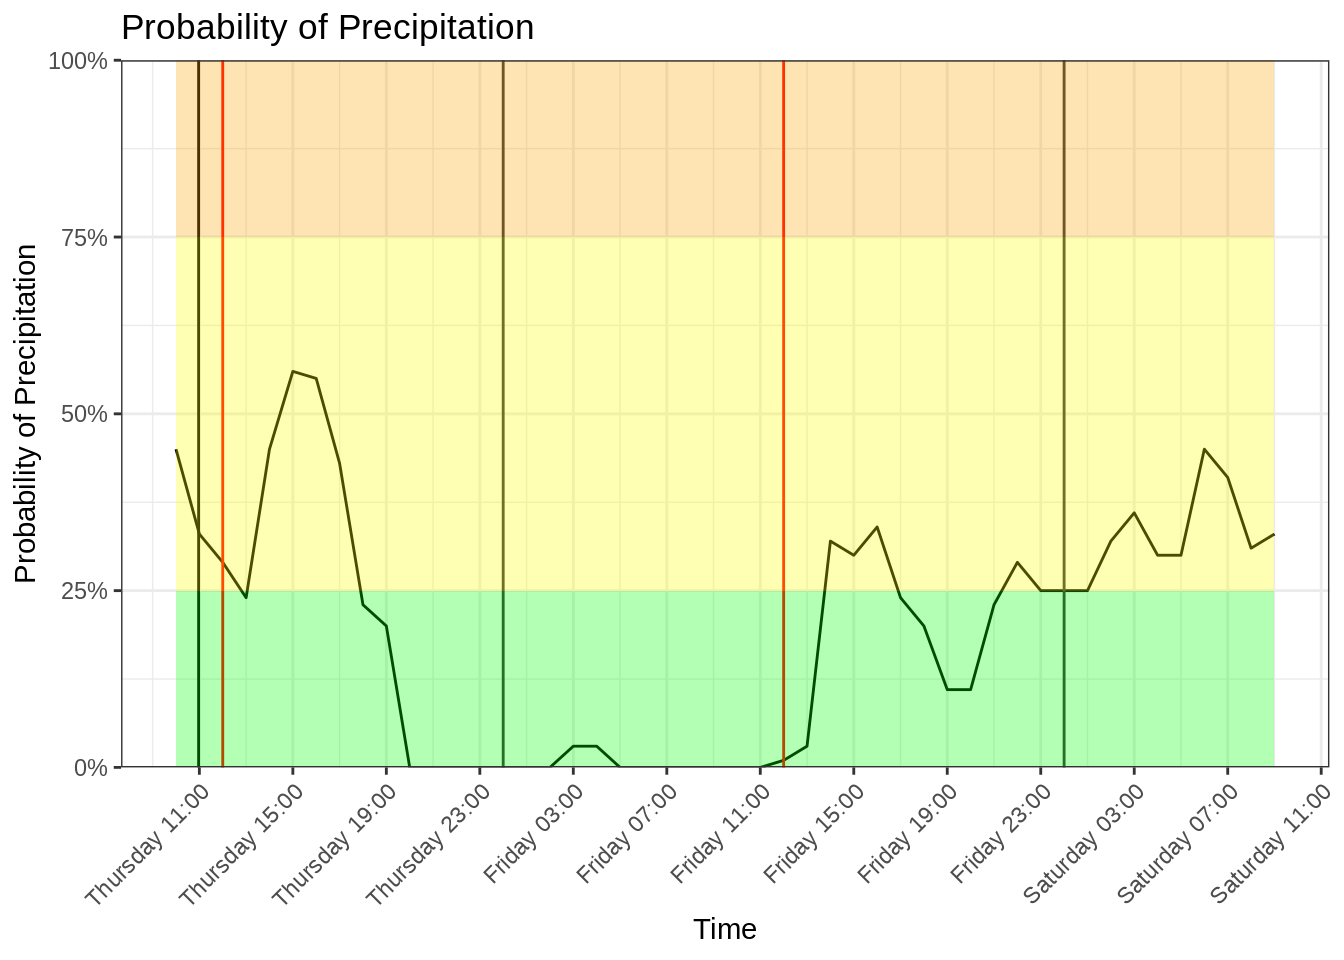 Probability of Precipitation
Probability of Precipitation
100%
75%
50%
25%
0%
Thursday 11:00
Thursday 15:00
Thursday 19:00
Thursday 23:00
Friday 03:00
Friday 07:00
Friday 11:00
Friday 15:00
Friday 19:00
Friday 23:00
Saturday 03:00
Saturday 07:00
Saturday 11:00
Time